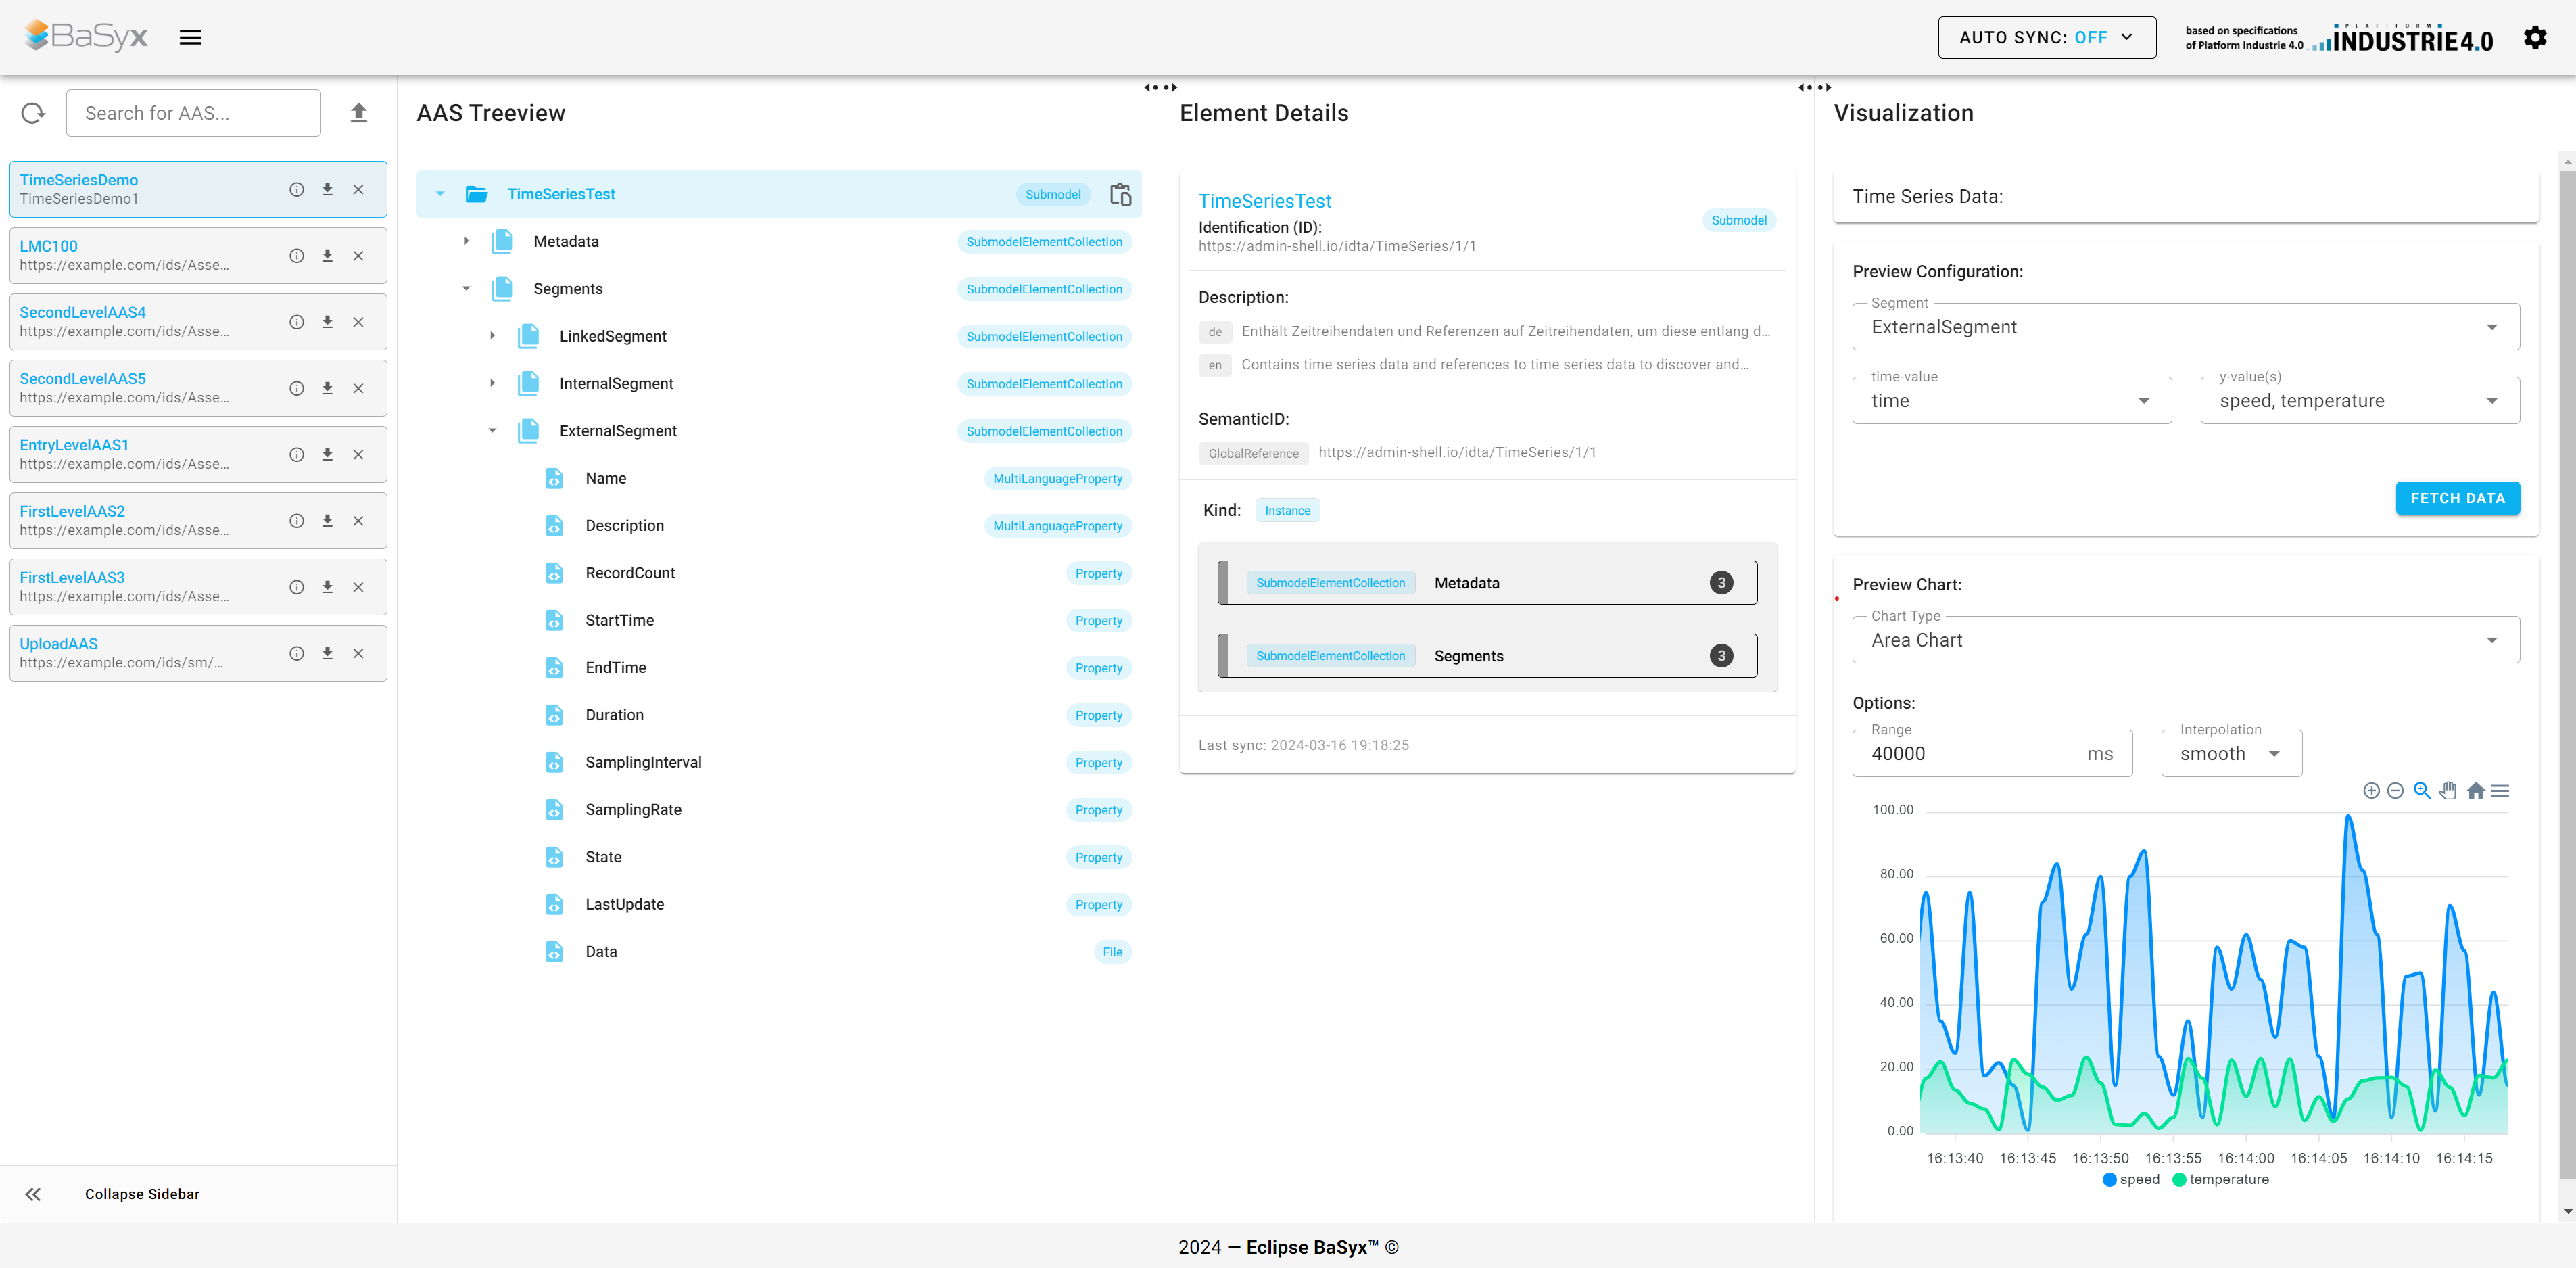 BaSyx
AUTO SYNC: OFF
based on specifications
of Platform Industrie 4.0
PLATTFORM
INDUSTRIE4.0
Search for AAS...
TimeSeriesDemo
TimeSeriesDemo1
LMC100
https://example.com/ids/Asse...
SecondLevelAAS4
https://example.com/ids/Asse...
SecondLevelAAS5
https://example.com/ids/Asse...
EntryLevelAAS1
https://example.com/ids/Asse...
FirstLevelAAS2
https://example.com/ids/Asse...
FirstLevelAAS3
https://example.com/ids/Asse...
UploadAAS
https://example.com/ids/sm/...
Collapse Sidebar
AAS Treeview
TimeSeriesTest Submodel
Metadata SubmodelElementCollection
Segments SubmodelElementCollection
LinkedSegment SubmodelElementCollection
InternalSegment SubmodelElementCollection
ExternalSegment SubmodelElementCollection
Name MultiLanguageProperty
Description MultiLanguageProperty
RecordCount Property
StartTime Property
EndTime Property
Duration Property
SamplingInterval Property
SamplingRate Property
State Property
LastUpdate Property
Data File
Element Details
TimeSeriesTest
Submodel
Identification (ID):
https://admin-shell.io/idta/TimeSeries/1/1
Description:
de Enthält Zeitreihendaten und Referenzen auf Zeitreihendaten, um diese entlang d...
en Contains time series data and references to time series data to discover and...
SemanticID:
GlobalReference https://admin-shell.io/idta/TimeSeries/1/1
Kind: Instance
SubmodelElementCollection Metadata 3
SubmodelElementCollection Segments 3
Last sync: 2024-03-16 19:18:25
Visualization
Time Series Data:
Preview Configuration:
Segment
ExternalSegment
time-value
time
y-value(s)
speed, temperature
FETCH DATA
Preview Chart:
Chart Type
Area Chart
Options:
Range
40000 ms
Interpolation
smooth
100.00
80.00
60.00
40.00
20.00
0.00
16:13:40 16:13:45 16:13:50 16:13:55 16:14:00 16:14:05 16:14:10 16:14:15
speed temperature
2024 — Eclipse BaSyx™ ©